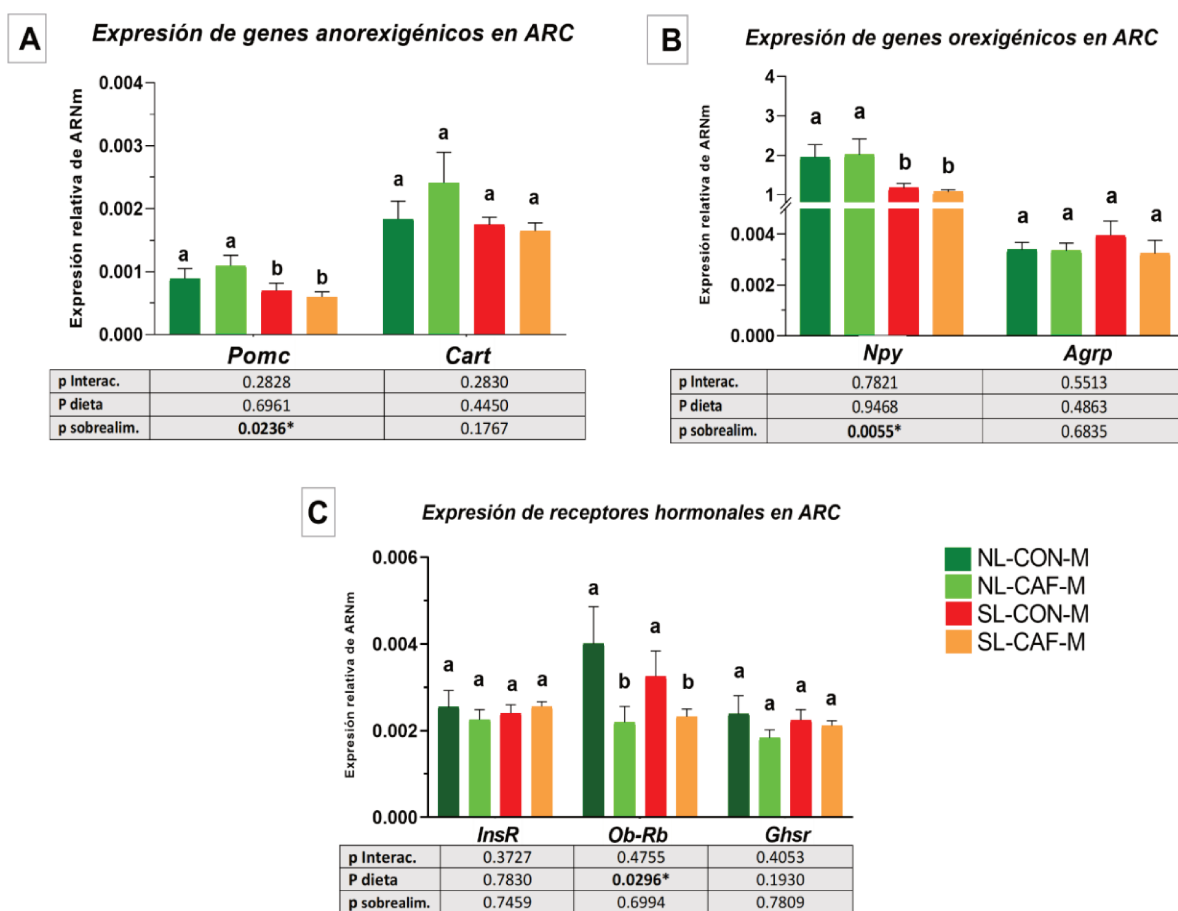 A
Expresión de genes anorexigénicos en ARC
Expresión relativa de ARNm
0.004
0.003
0.002
0.001
0.000
a a b b
a a a a
Pomc Cart
p Interac. 0.2828 0.2830
P dieta 0.6961 0.4450
p sobrealim. 0.0236* 0.1767
B
Expresión de genes orexigénicos en ARC
Expresión relativa de ARNm
4
3
2
1
0.004
0.002
0.000
a a b b
a a a a
Npy Agrp
p Interac. 0.7821 0.5513
P dieta 0.9468 0.4863
p sobrealim. 0.0055* 0.6835
C
Expresión de receptores hormonales en ARC
Expresión relativa de ARNm
0.006
0.004
0.002
0.000
a a a a
a b a b
a a a a
InsR Ob-Rb Ghsr
p Interac. 0.3727 0.4755 0.4053
P dieta 0.7830 0.0296* 0.1930
p sobrealim. 0.7459 0.6994 0.7809
NL-CON-M
NL-CAF-M
SL-CON-M
SL-CAF-M